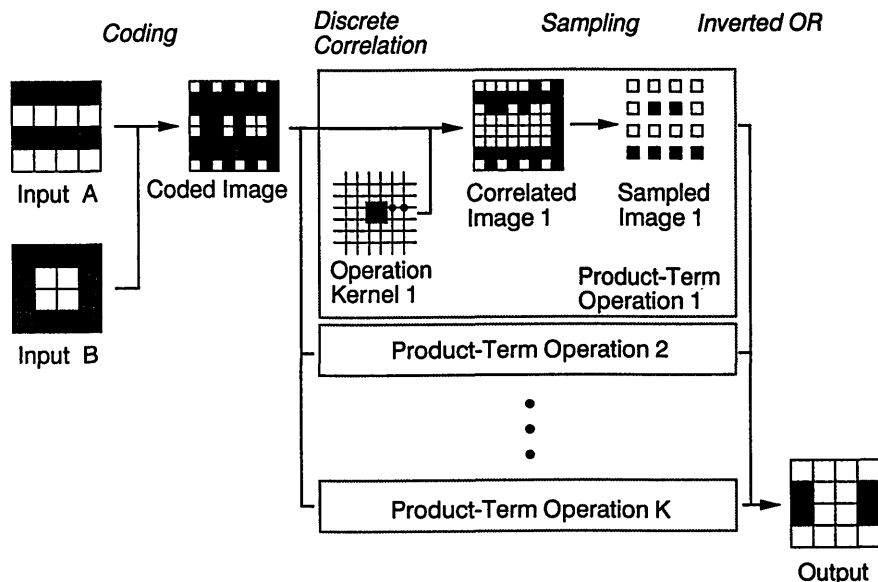 Coding
Discrete
Correlation
Sampling
Inverted OR
Input A
Coded Image
Operation
Kernel 1
Correlated
Image 1
Sampled
Image 1
Product-Term
Operation 1
Input B
Product-Term Operation 2
Product-Term Operation K
Output